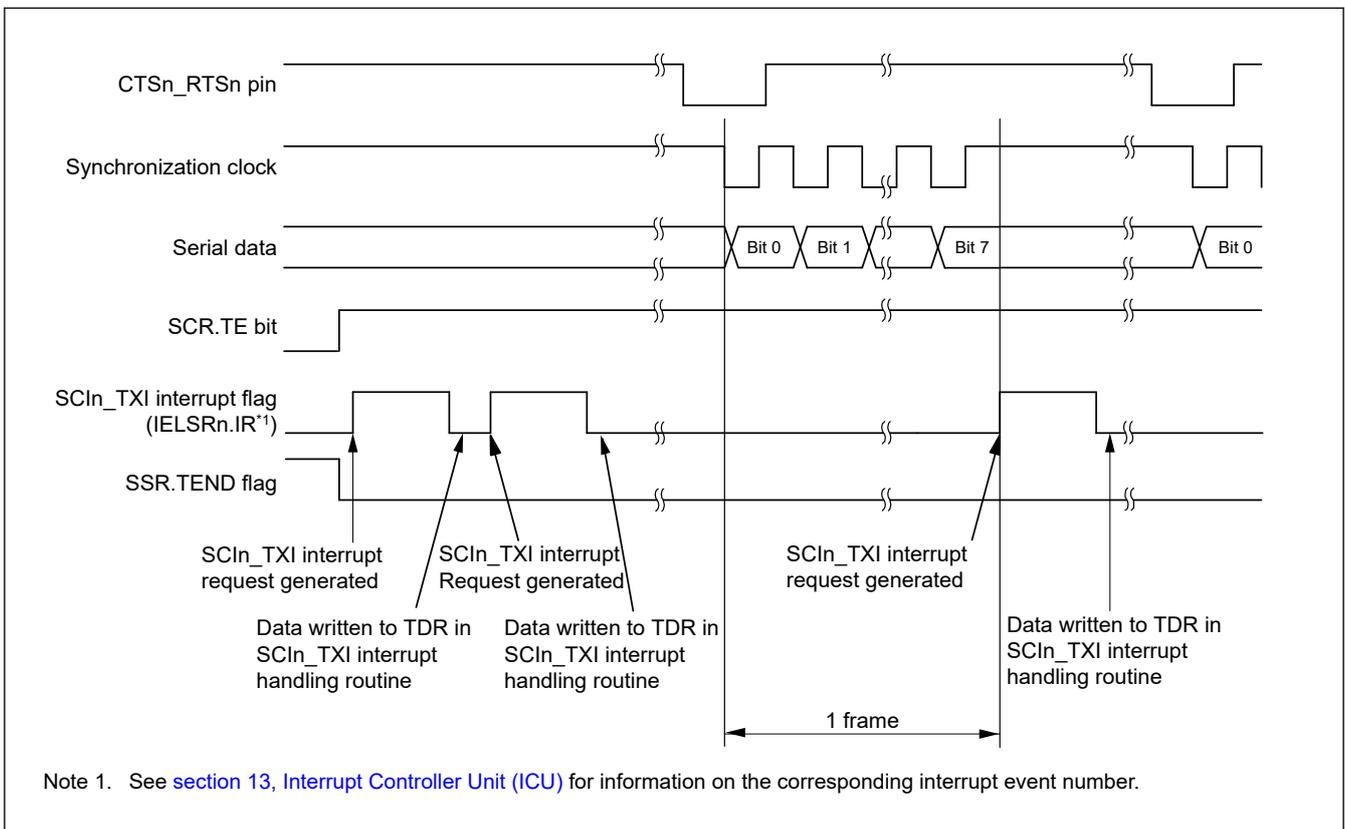 CTSn_RTSn pin
Synchronization clock
Serial data
Bit 0
Bit 1
Bit 7
Bit 0
SCR.TE bit
SCIn_TXI interrupt flag
(IELSRn.IR*1)
SSR.TEND flag
SCIn_TXI interrupt
request generated
SCIn_TXI interrupt
Request generated
SCIn_TXI interrupt
request generated
Data written to TDR in
SCIn_TXI interrupt
handling routine
Data written to TDR in
SCIn_TXI interrupt
handling routine
Data written to TDR in
SCIn_TXI interrupt
handling routine
1 frame
Note 1. See section 13, Interrupt Controller Unit (ICU) for information on the corresponding interrupt event number.